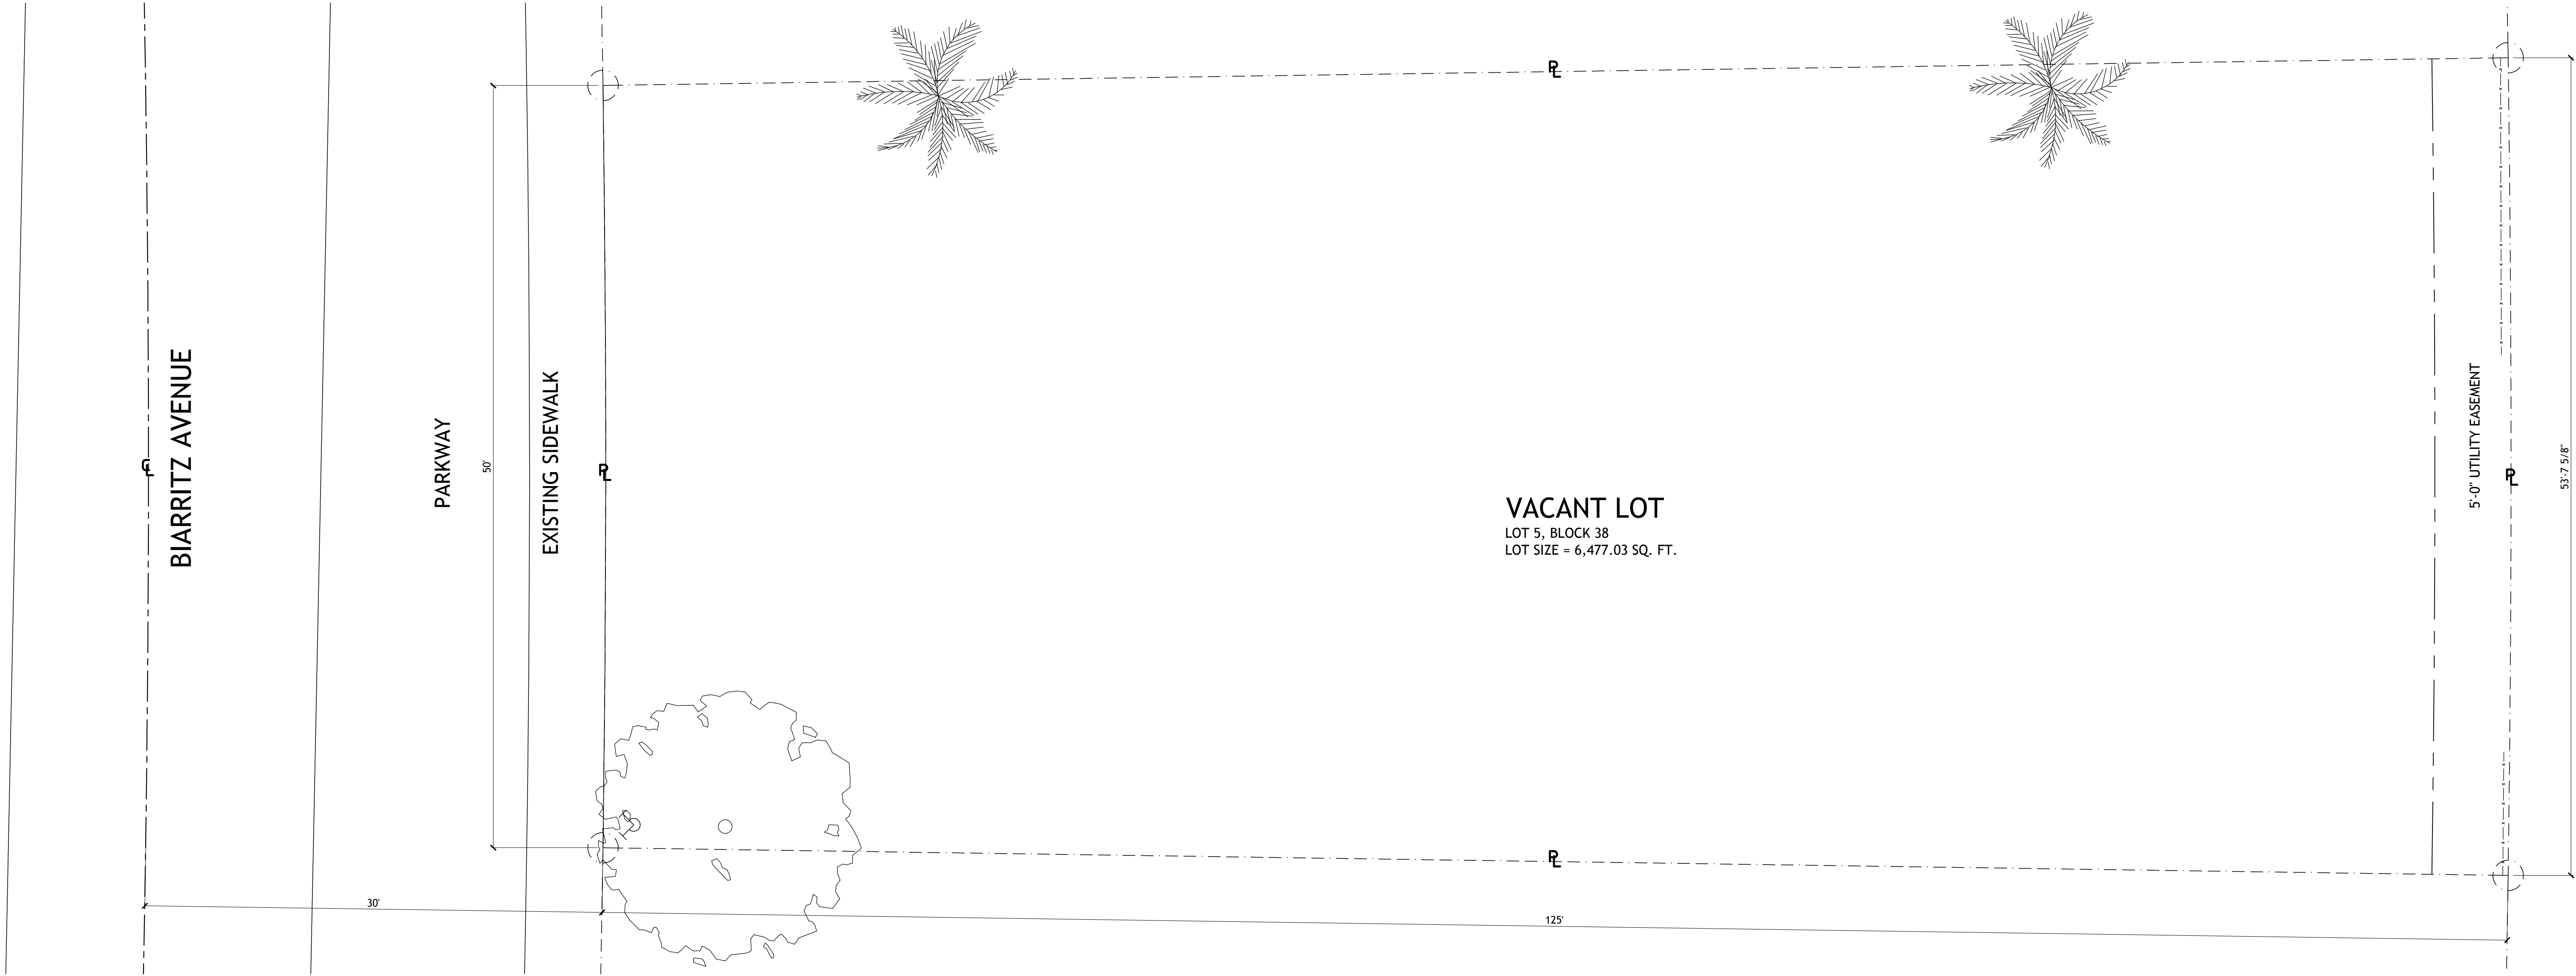 BIARRITZ AVENUE
PARKWAY
50'
EXISTING SIDEWALK
VACANT LOT
LOT 5, BLOCK 38
LOT SIZE = 6,477.03 SQ. FT.
5'-0" UTILITY EASEMENT
53'-7 5/8"
30'
125'
CL
PL
PL
PL
PL